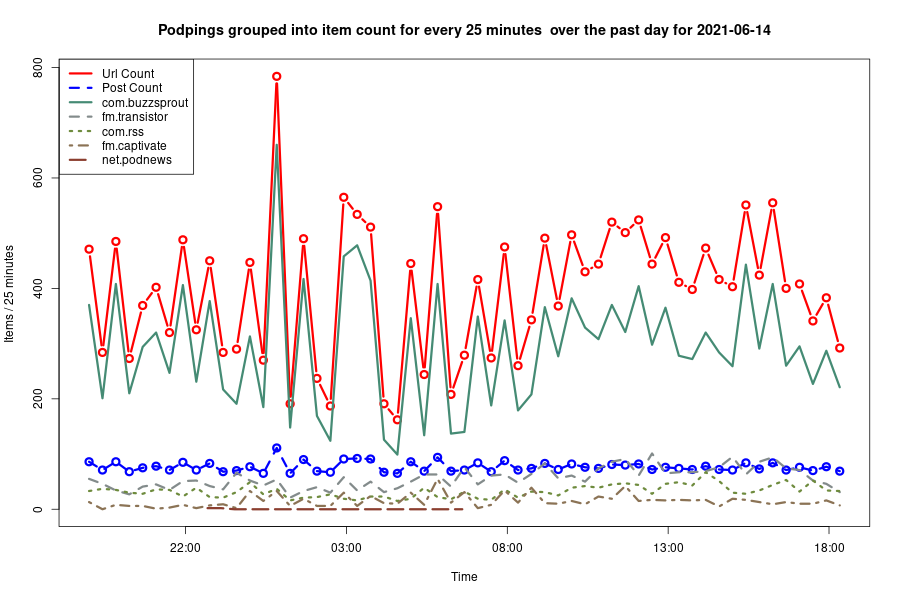 Podpings grouped into item count for every 25 minutes  over the past day for 2021-06-14
Url Count
Post Count
com.buzzsprout
fm.transistor
com.rss
fm.captivate
net.podnews
Items / 25 minutes
800
600
400
200
0
22:00 03:00 08:00 13:00 18:00
Time